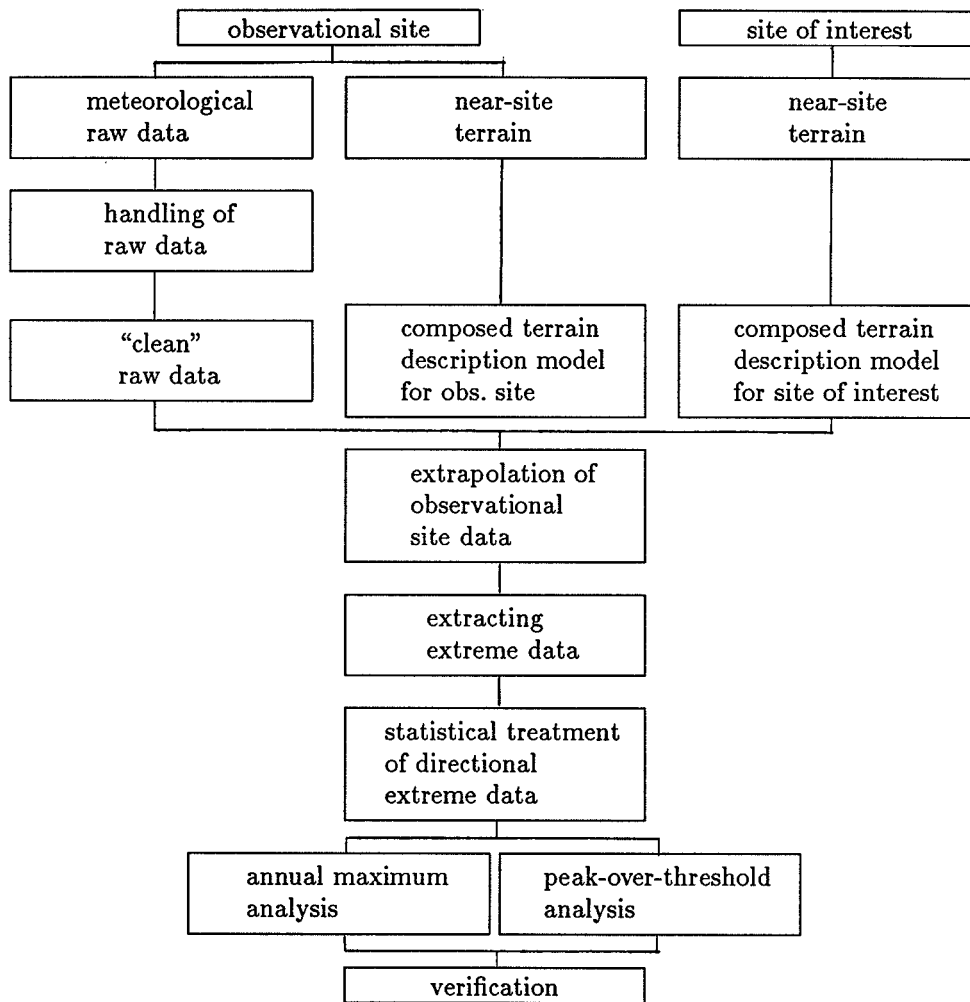 observational site
site of interest
meteorological
raw data
near-site
terrain
near-site
terrain
handling of
raw data
“clean”
raw data
composed terrain
description model
for obs. site
composed terrain
description model
for site of interest
extrapolation of
observational
site data
extracting
extreme data
statistical treatment
of directional
extreme data
annual maximum
analysis
peak-over-threshold
analysis
verification